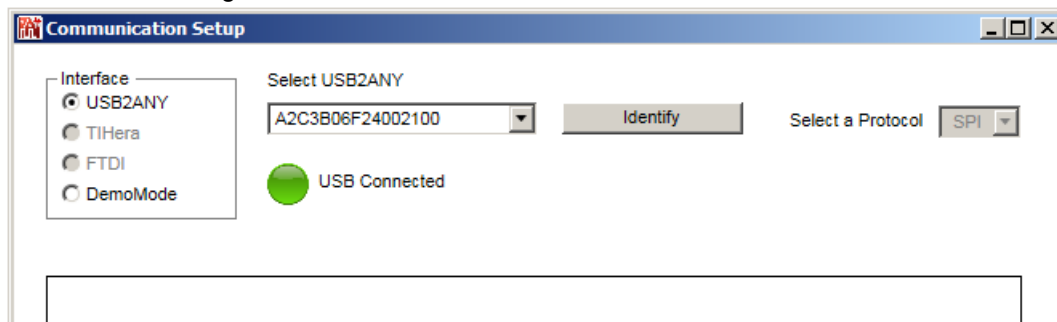 Communication Setup
Interface
USB2ANY
TIHera
FTDI
DemoMode
Select USB2ANY
A2C3B06F24002100
Identify
Select a Protocol
SPI
USB Connected